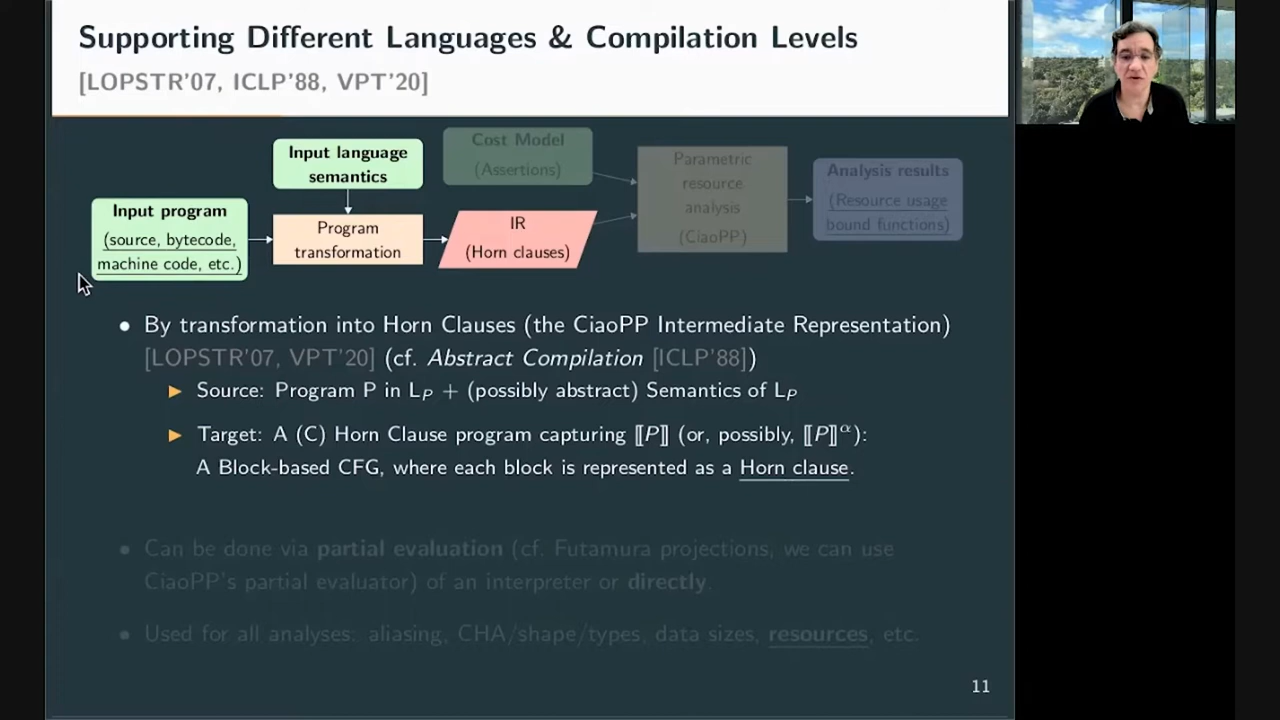 Supporting Different Languages & Compilation Levels
[LOPSTR'07, ICLP'88, VPT'20]
Input program
(source, bytecode,
machine code, etc.)
Input language
semantics
Program
transformation
Cost Model
(Assertions)
IR
(Horn clauses)
Parametric
resource
analysis
(CiaoPP)
Analysis results
(Resource usage
bound functions)
• By transformation into Horn Clauses (the CiaoPP Intermediate Representation)
[LOPSTR'07, VPT'20] (cf. Abstract Compilation [ICLP'88])
▶ Source: Program P in L_P + (possibly abstract) Semantics of L_P
▶ Target: A (C) Horn Clause program capturing ⟦P⟧ (or, possibly, ⟦P⟧^α):
A Block-based CFG, where each block is represented as a Horn clause.
• Can be done via partial evaluation (cf. Futamura projections, we can use
CiaoPP's partial evaluator) of an interpreter or directly.
• Used for all analyses: aliasing, CHA/shape/types, data sizes, resources, etc.
11